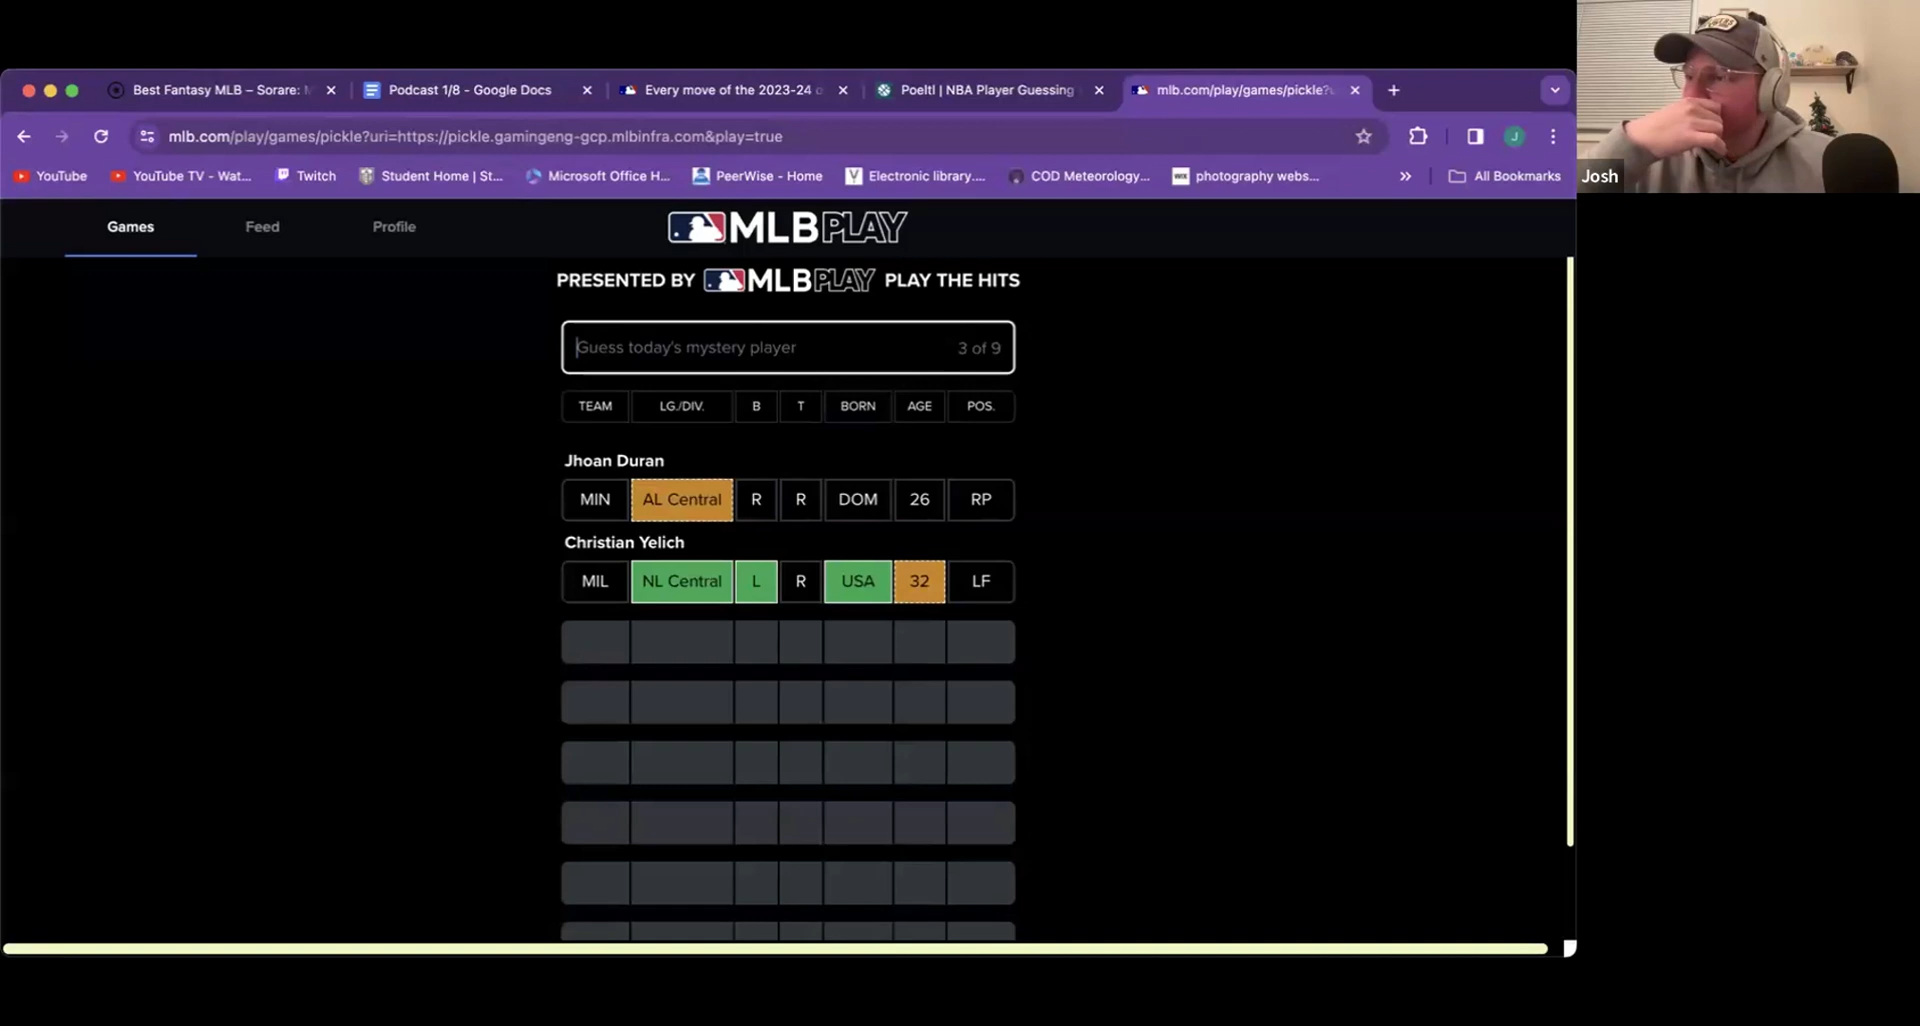 Best Fantasy MLB – Sorare: M
Podcast 1/8 - Google Docs
Every move of the 2023-24 o
Poeltl | NBA Player Guessing
mlb.com/play/games/pickle?u
mlb.com/play/games/pickle?uri=https://pickle.gamingeng-gcp.mlbinfra.com&play=true
J
YouTube
YouTube TV - Wat...
Twitch
Student Home | St...
Microsoft Office H...
PeerWise - Home
Electronic library....
COD Meteorology...
WiX photography webs...
»
All Bookmarks
Josh
Games
Feed
Profile
MLB PLAY
PRESENTED BY MLB PLAY PLAY THE HITS
Guess today's mystery player 3 of 9
TEAM LG./DIV. B T BORN AGE POS.
Jhoan Duran
MIN AL Central R R DOM 26 RP
Christian Yelich
MIL NL Central L R USA 32 LF